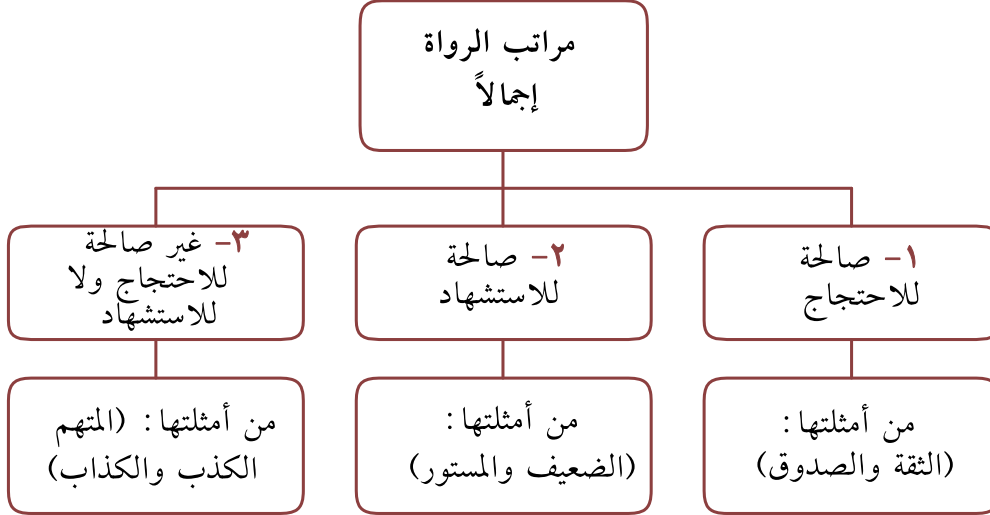 مراتب الرواة
إجمالاً
١- صالحة
للاحتجاج
٢- صالحة
للاستشهاد
٣- غير صالحة
للاحتجاج ولا
للاستشهاد
من أمثلتها:
(الثقة والصدوق)
من أمثلتها:
(الضعيف والمستور)
من أمثلتها: (المتهم
الكذب والكذاب)